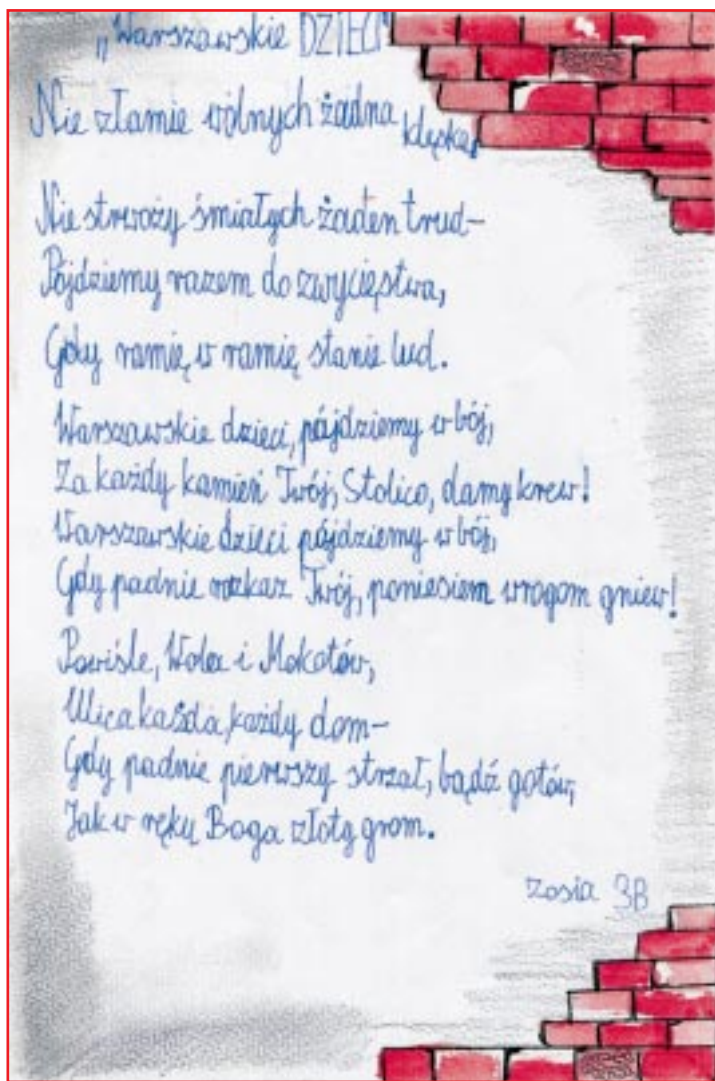 „Warszawskie DZIECI"
Nie złamie wolnych żadna klęska,
Nie strwoży śmiałych żaden trud–
Pójdziemy razem do zwycięstwa,
Gdy ramię w ramię stanie lud.
Warszawskie dzieci, pójdziemy w bój,
Za każdy kamień Twój, Stolico, damy krew!
Warszawskie dzieci pójdziemy w bój,
Gdy padnie rozkaz Twój, poniesiem wrogom gniew!
Powiśle, Wola i Mokotów,
Ulica każda, każdy dom–
Gdy padnie pierwszy strzał, bądź gotów,
Jak w ręku Boga złoty grom.
Zosia 3B